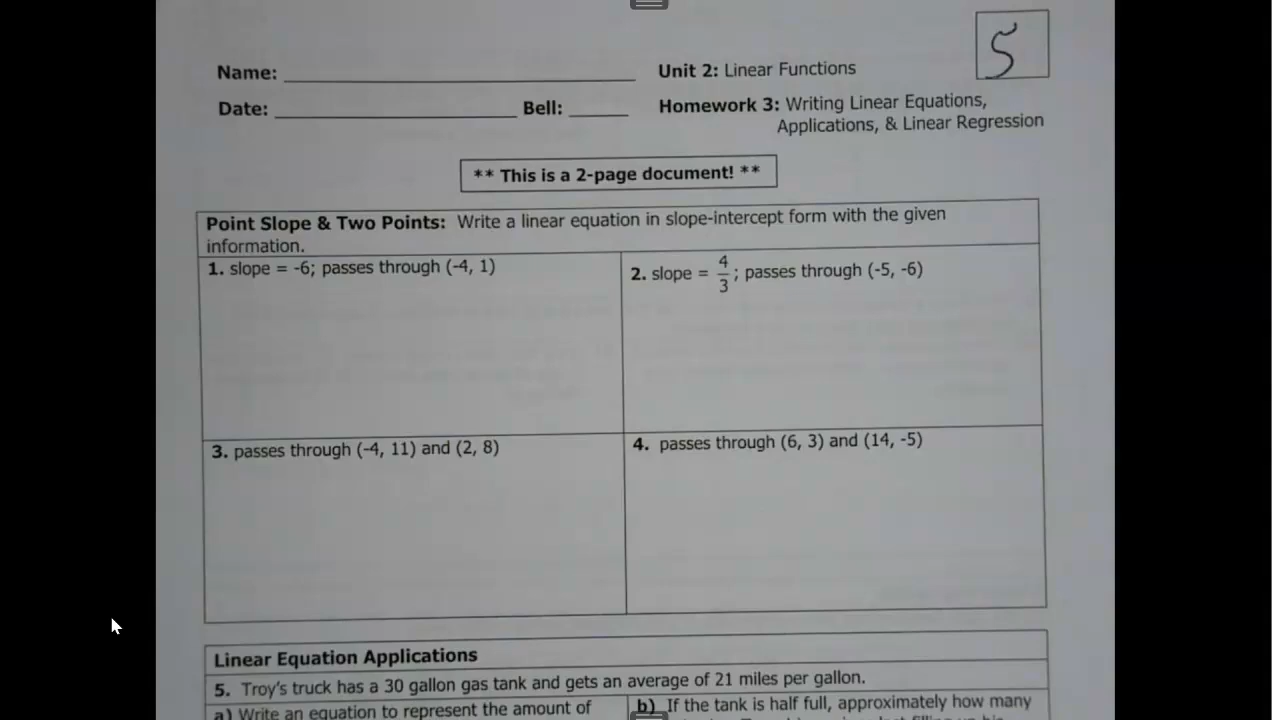 5
Name: ____________ Unit 2: Linear Functions
Date: ____________ Bell: ______ Homework 3: Writing Linear Equations,
Applications, & Linear Regression
** This is a 2-page document! **
Point Slope & Two Points: Write a linear equation in slope-intercept form with the given
information.
1. slope = -6; passes through (-4, 1)
2. slope = 4/3; passes through (-5, -6)
3. passes through (-4, 11) and (2, 8)
4. passes through (6, 3) and (14, -5)
Linear Equation Applications
5. Troy's truck has a 30 gallon gas tank and gets an average of 21 miles per gallon.
a) Write an equation to represent the amount of
b) If the tank is half full, approximately how many